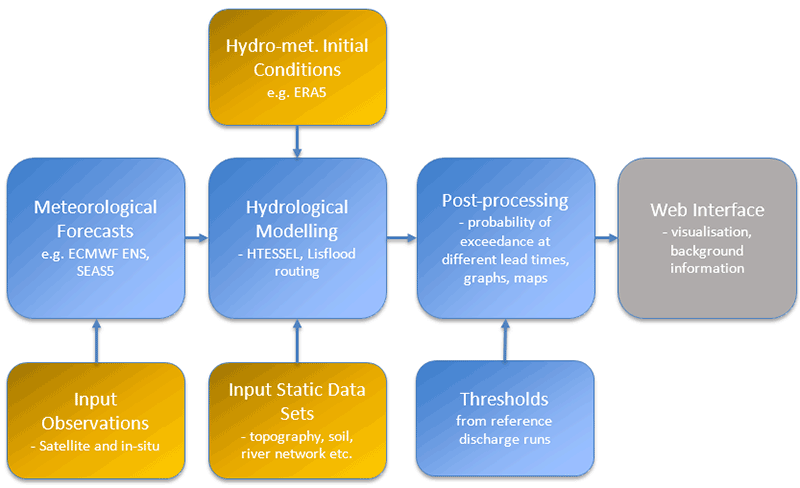 Hydro-met. Initial
Conditions
e.g. ERA5
Meteorological
Forecasts
e.g. ECMWF ENS,
SEAS5
Hydrological
Modelling
- HTESSEL, Lisflood
routing
Post-processing
- probability of
exceedance at
different lead times,
graphs, maps
Web Interface
- visualisation,
background
information
Input
Observations
- Satellite and in-situ
Input Static Data
Sets
- topography, soil,
river network etc.
Thresholds
from reference
discharge runs